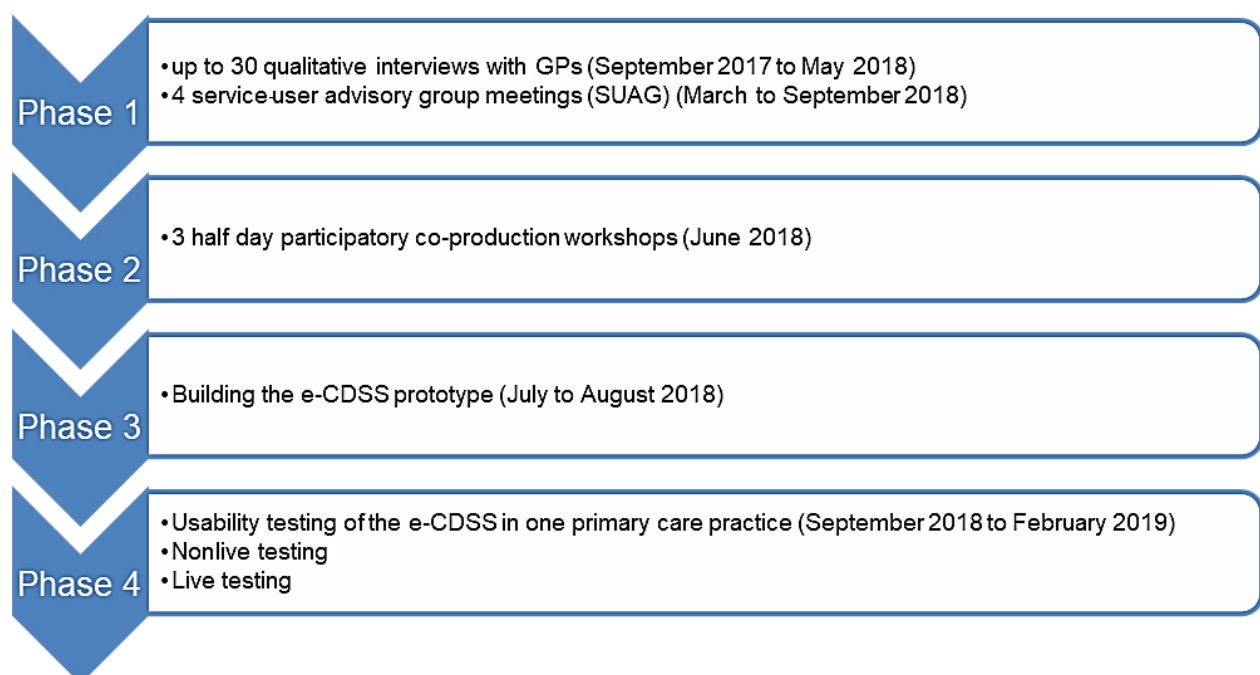 Phase 1
•up to 30 qualitative interviews with GPs (September 2017 to May 2018)
•4 service-user advisory group meetings (SUAG) (March to September 2018)
Phase 2
•3 half day participatory co-production workshops (June 2018)
Phase 3
•Building the e-CDSS prototype (July to August 2018)
Phase 4
•Usability testing of the e-CDSS in one primary care practice (September 2018 to February 2019)
•Nonlive testing
•Live testing